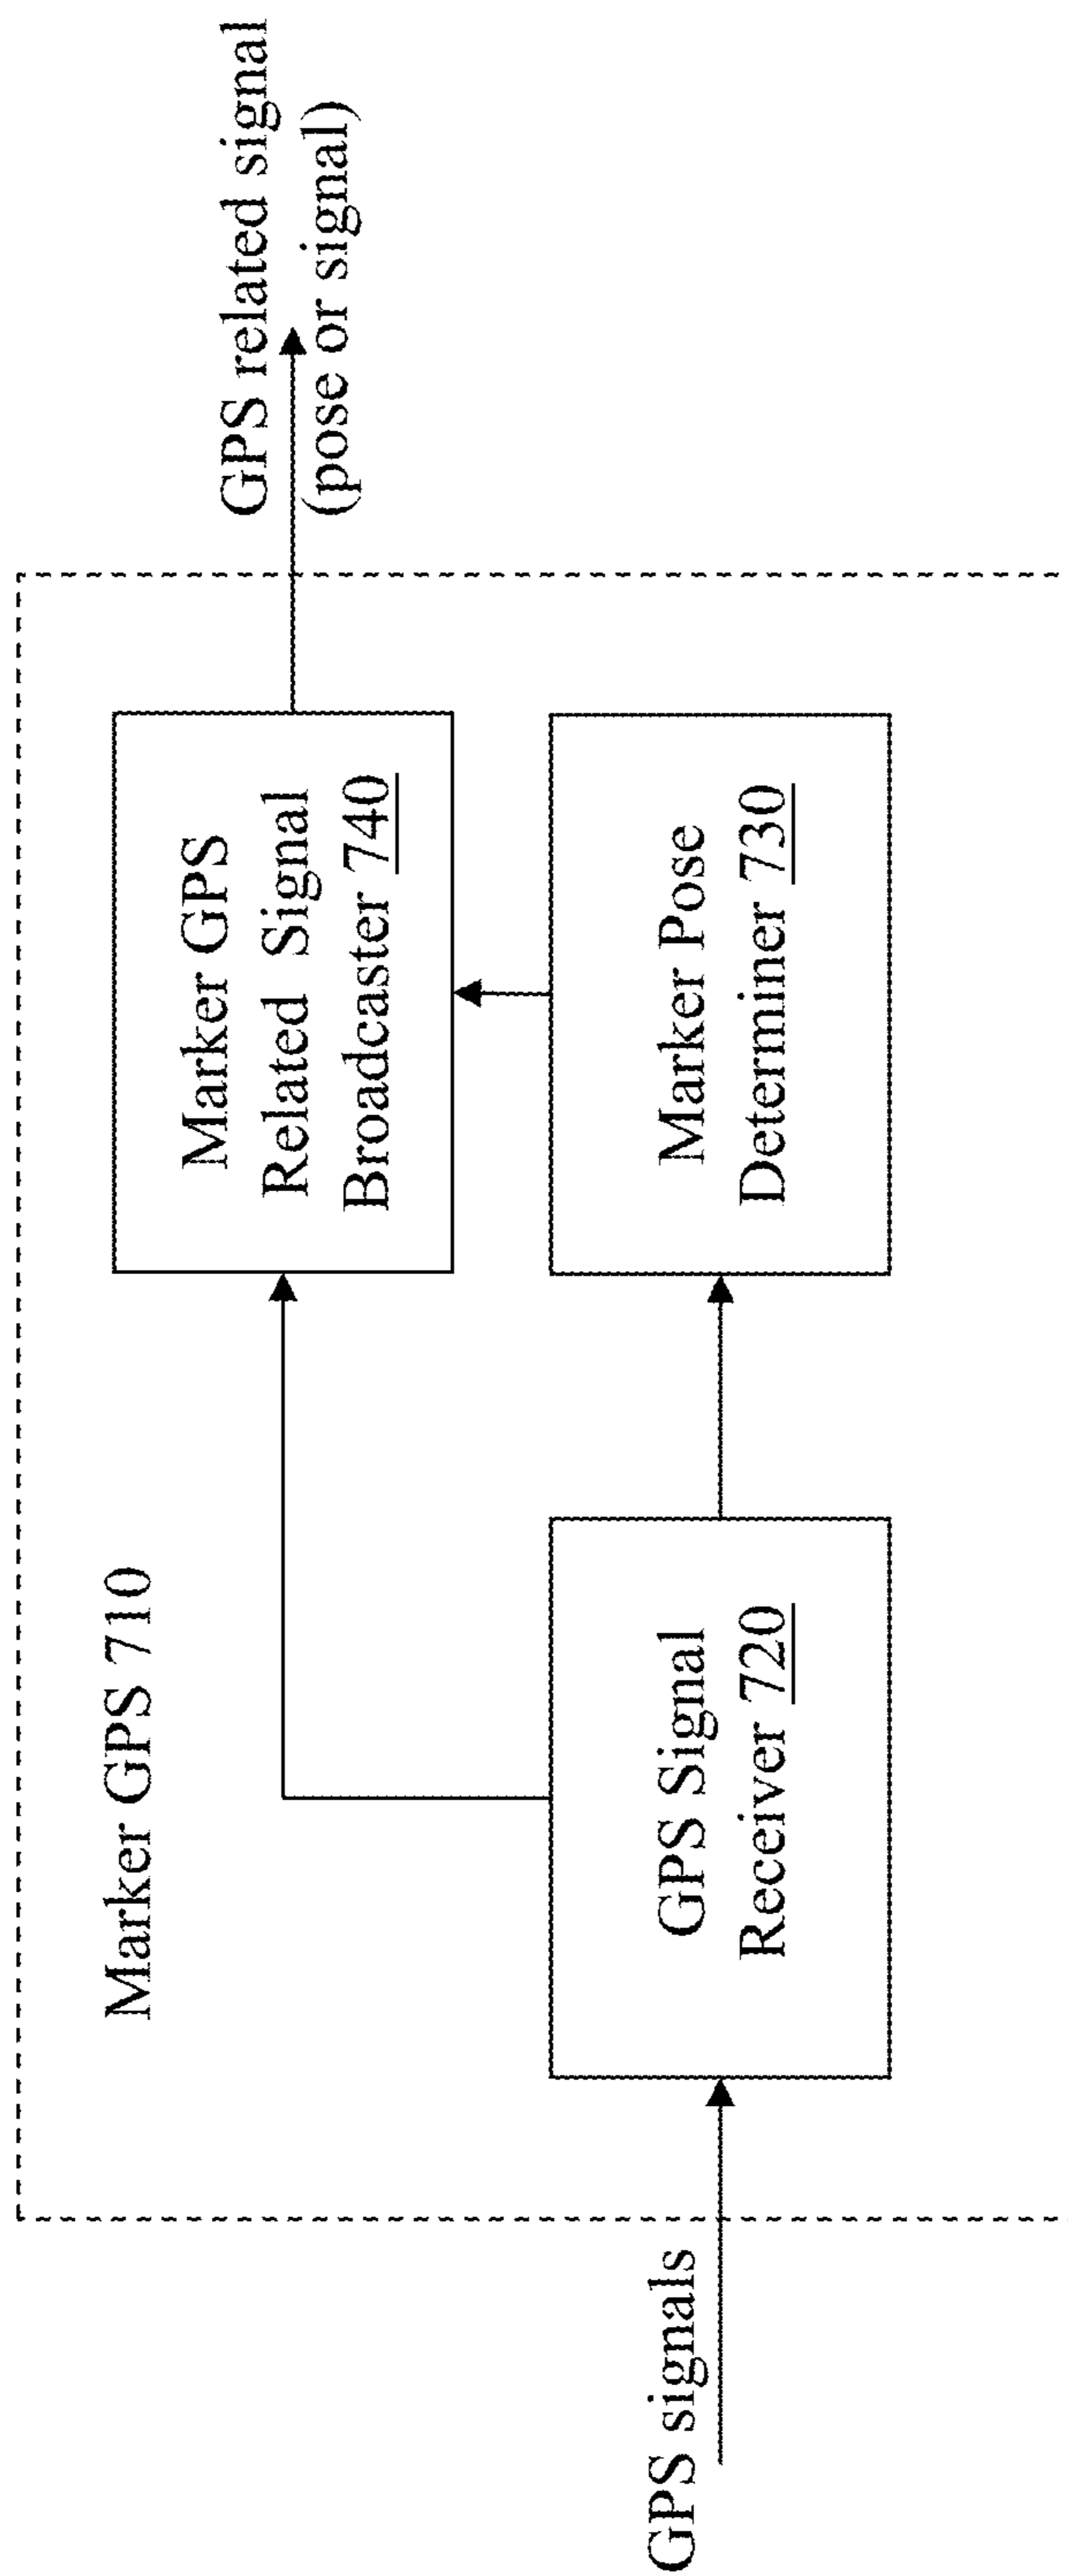 Marker GPS 710
GPS signals
GPS Signal
Receiver 720
Marker GPS
Related Signal
Broadcaster 740
Marker Pose
Determiner 730
GPS related signal
(pose or signal)